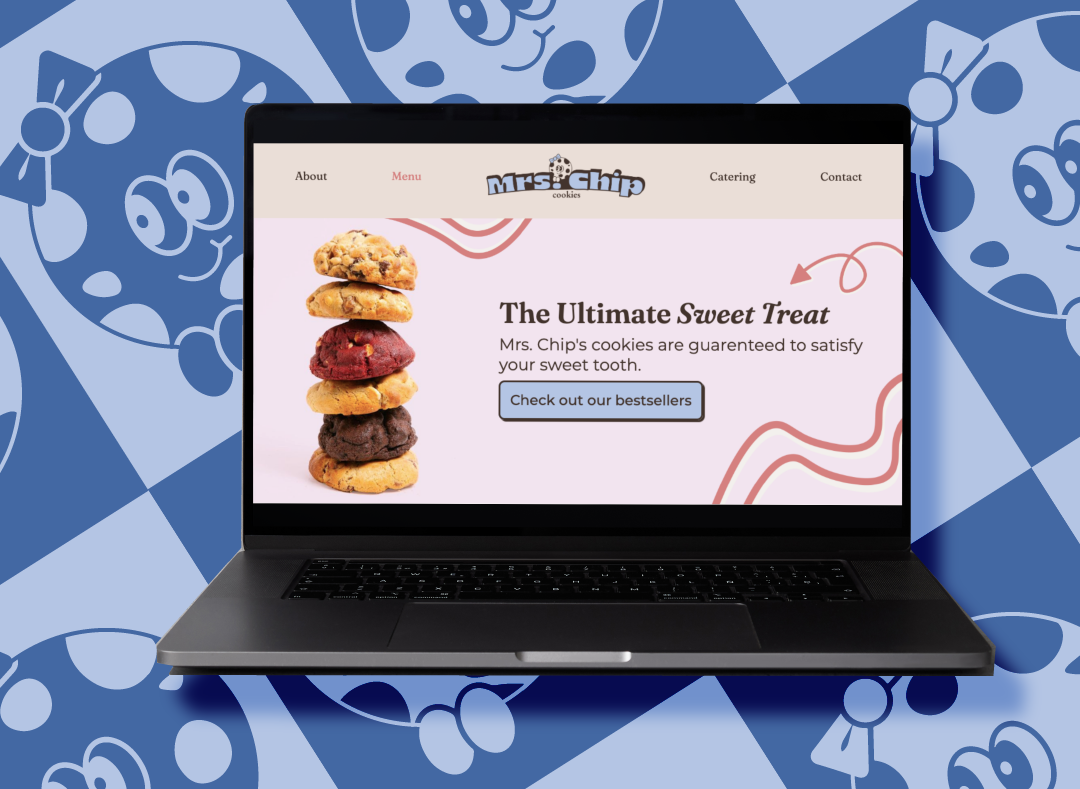 About
Menu
Mrs. Chip
cookies
Catering
Contact
The Ultimate Sweet Treat
Mrs. Chip's cookies are guarenteed to satisfy
your sweet tooth.
Check out our bestsellers